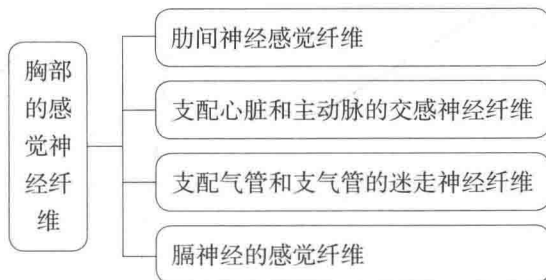 胸部
的感
觉神
经纤
维
肋间神经感觉纤维
支配心脏和主动脉的交感神经纤维
支配气管和支气管的迷走神经纤维
膈神经的感觉纤维